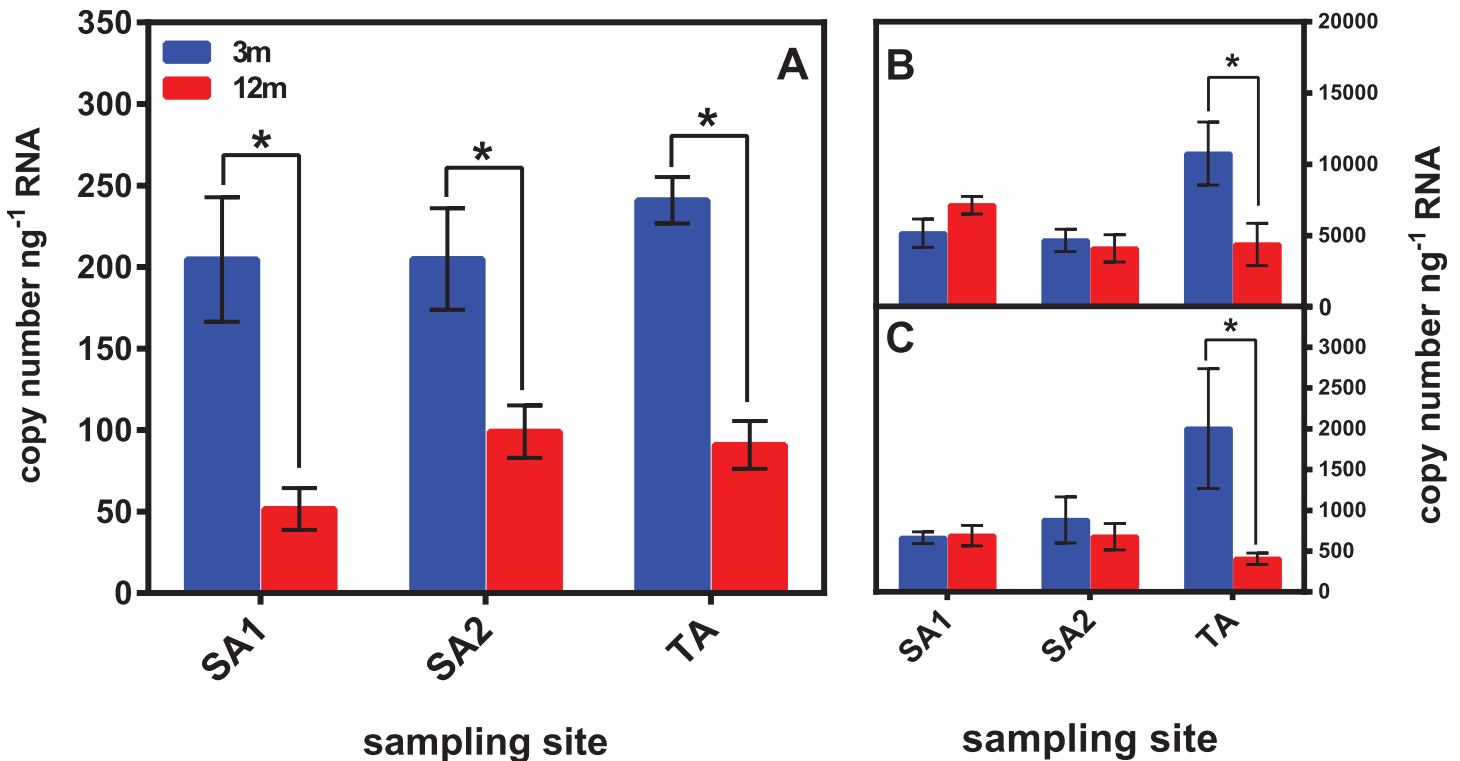 copy number ng-1 RNA
350
300
250
200
150
100
50
0
3m
12m
A
*
*
*
SA1
SA2
TA
sampling site
B
*
20000
15000
10000
5000
0
C
*
3000
2500
2000
1500
1000
500
0
copy number ng-1 RNA
SA1
SA2
TA
sampling site